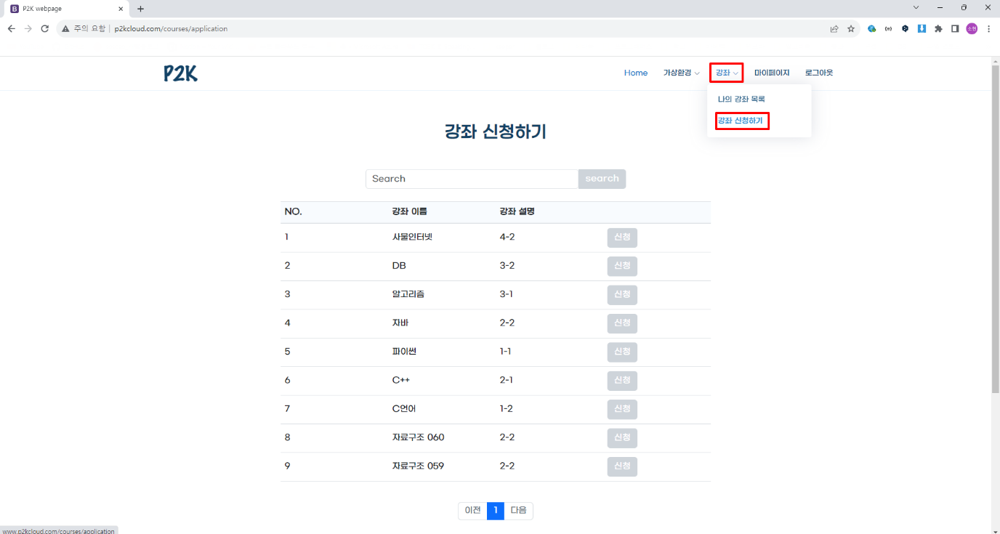 P2K webpage
주의 요함 | p2kcloud.com/courses/application
소현
P2K
Home 가상환경 강좌 마이페이지 로그아웃
나의 강좌 목록
강좌 신청하기
강좌 신청하기
Search search
NO. 강좌 이름 강좌 설명
1 사물인터넷 4-2 신청
2 DB 3-2 신청
3 알고리즘 3-1 신청
4 자바 2-2 신청
5 파이썬 1-1 신청
6 C++ 2-1 신청
7 C언어 1-2 신청
8 자료구조 060 2-2 신청
9 자료구조 059 2-2 신청
이전 1 다음
www.p2kcloud.com/courses/application